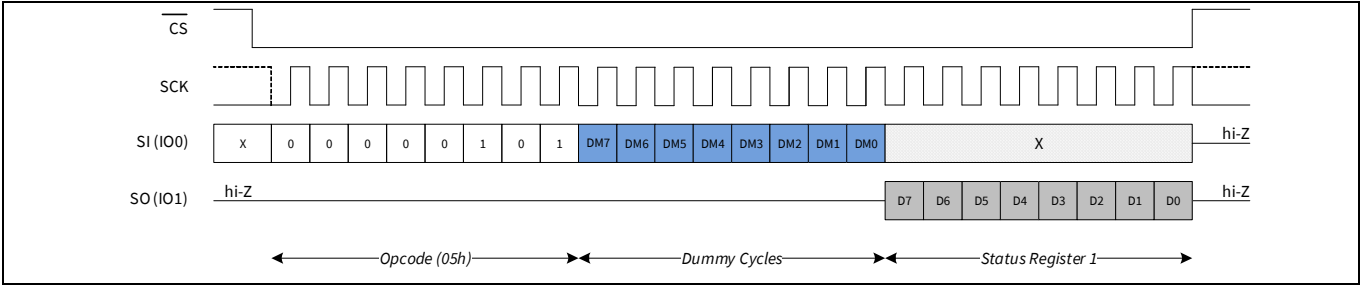 CS
SCK
SI (IO0) X 0 0 0 0 0 1 0 1 DM7 DM6 DM5 DM4 DM3 DM2 DM1 DM0 X hi-Z
SO (IO1) hi-Z D7 D6 D5 D4 D3 D2 D1 D0 hi-Z
Opcode (05h) Dummy Cycles Status Register 1